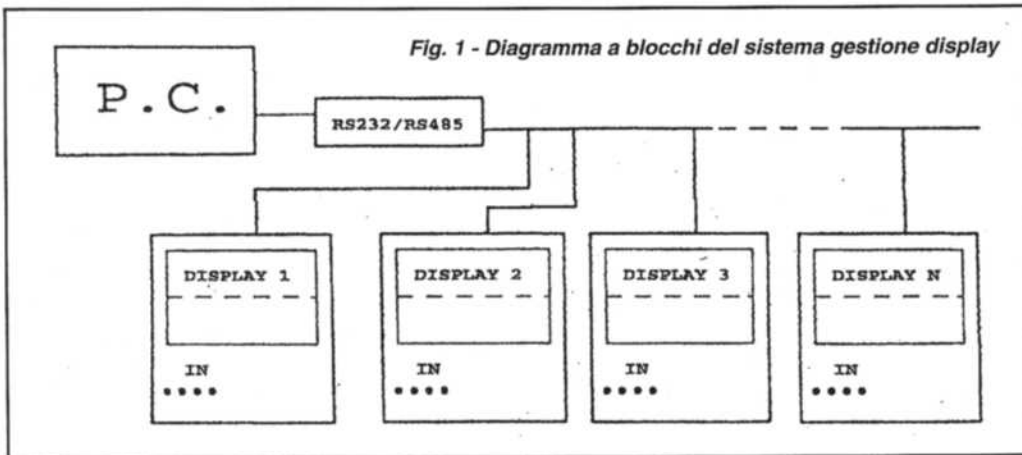 Fig. 1 - Diagramma a blocchi del sistema gestione display
P.C.
RS232/RS485
DISPLAY 1
DISPLAY 2
DISPLAY 3
DISPLAY N
IN
IN
IN
IN